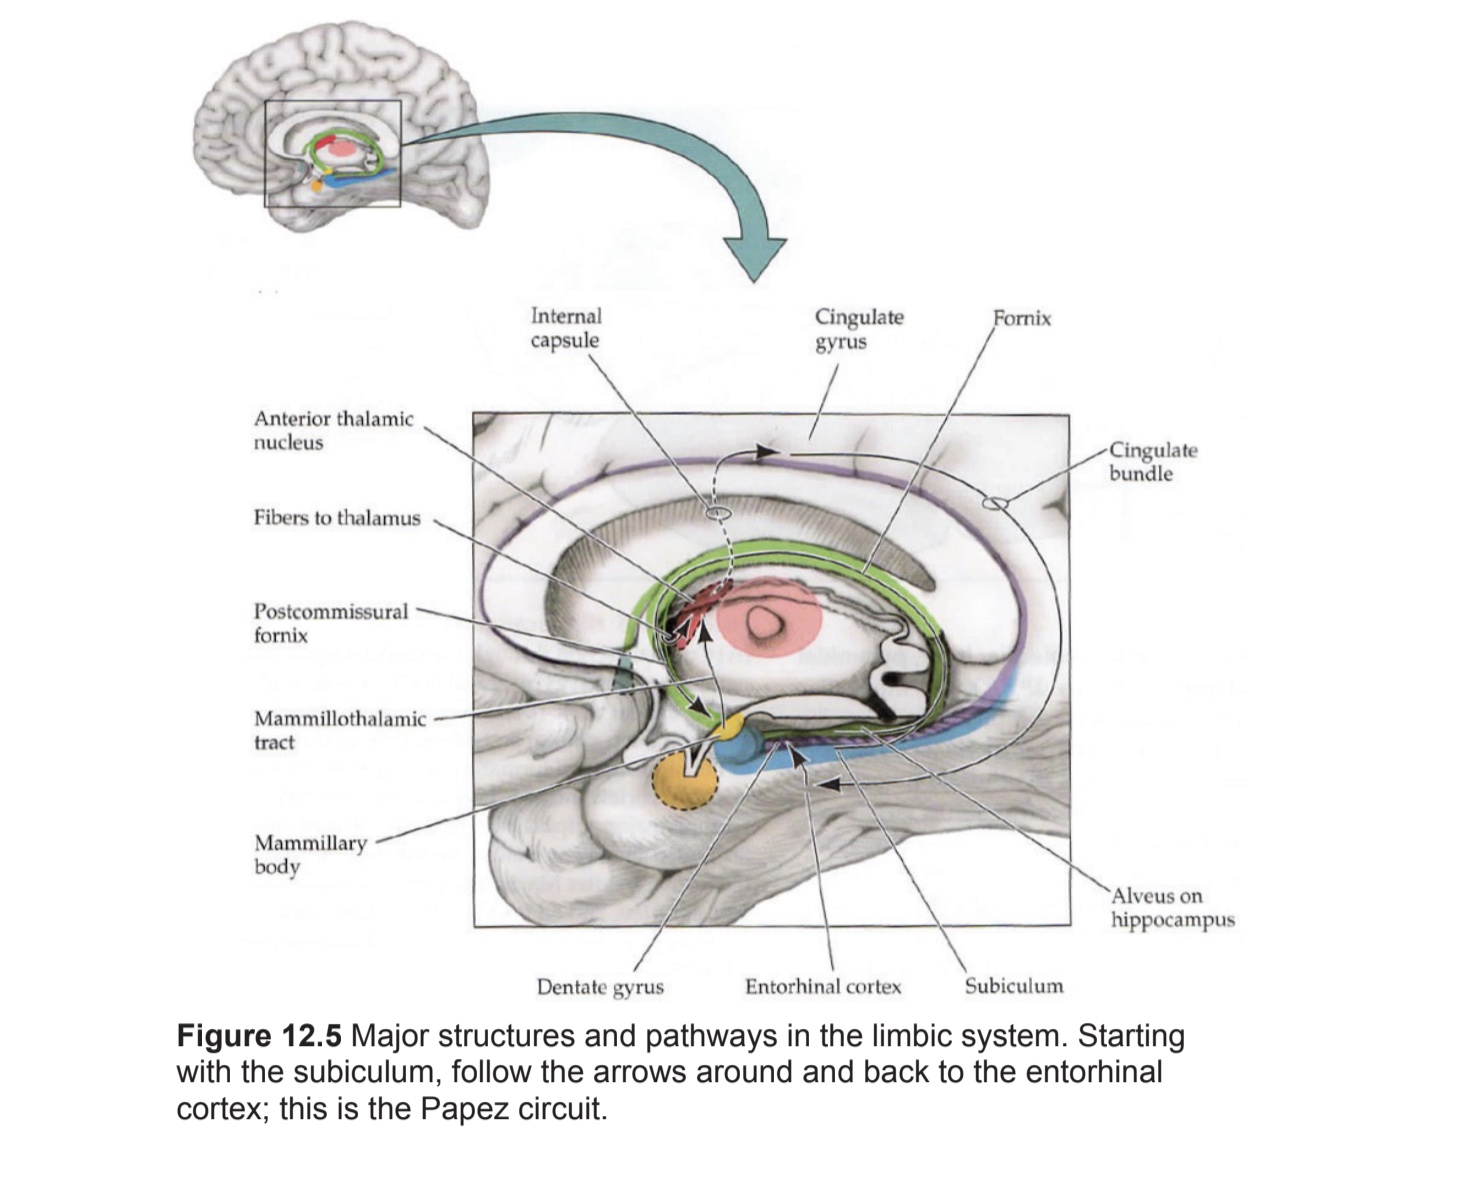 Internal
capsule
Cingulate
gyrus
Fornix
Anterior thalamic
nucleus
Cingulate
bundle
Fibers to thalamus
Postcommissural
fornix
Mammillothalamic
tract
Mammillary
body
Alveus on
hippocampus
Dentate gyrus
Entorhinal cortex
Subiculum
Figure 12.5 Major structures and pathways in the limbic system. Starting
with the subiculum, follow the arrows around and back to the entorhinal
cortex; this is the Papez circuit.